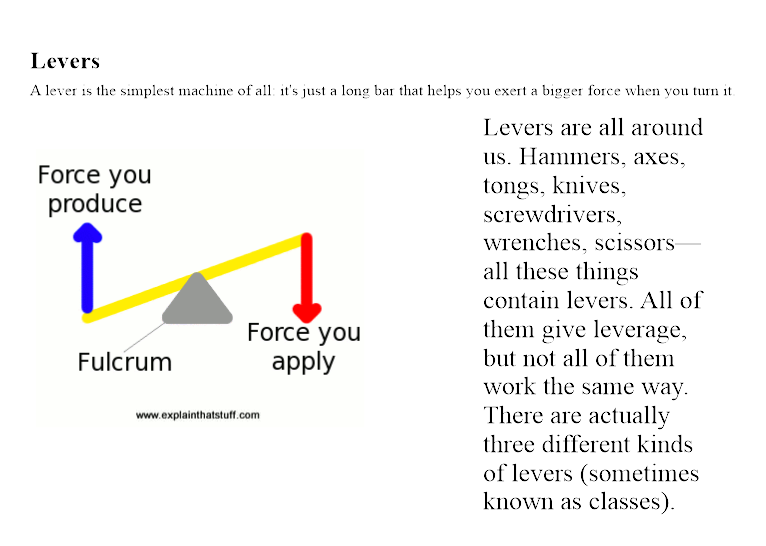 Levers
A lever is the simplest machine of all: it's just a long bar that helps you exert a bigger force when you turn it
Force you
produce
Fulcrum
Force you
apply
www.explainthatstuff.com
Levers are all around
us. Hammers, axes,
tongs, knives,
screwdrivers,
wrenches, scissors—
all these things
contain levers. All of
them give leverage,
but not all of them
work the same way.
There are actually
three different kinds
of levers (sometimes
known as classes).